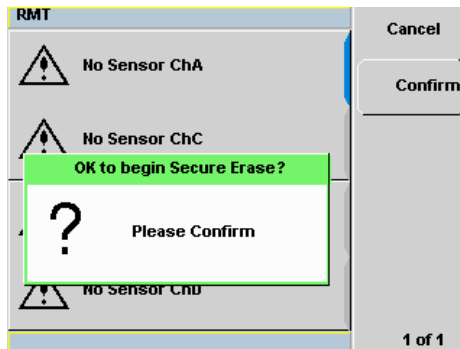 RMT
Cancel
No Sensor ChA
Confirm
No Sensor ChC
OK to begin Secure Erase?
?
Please Confirm
No Sensor ChD
1 of 1